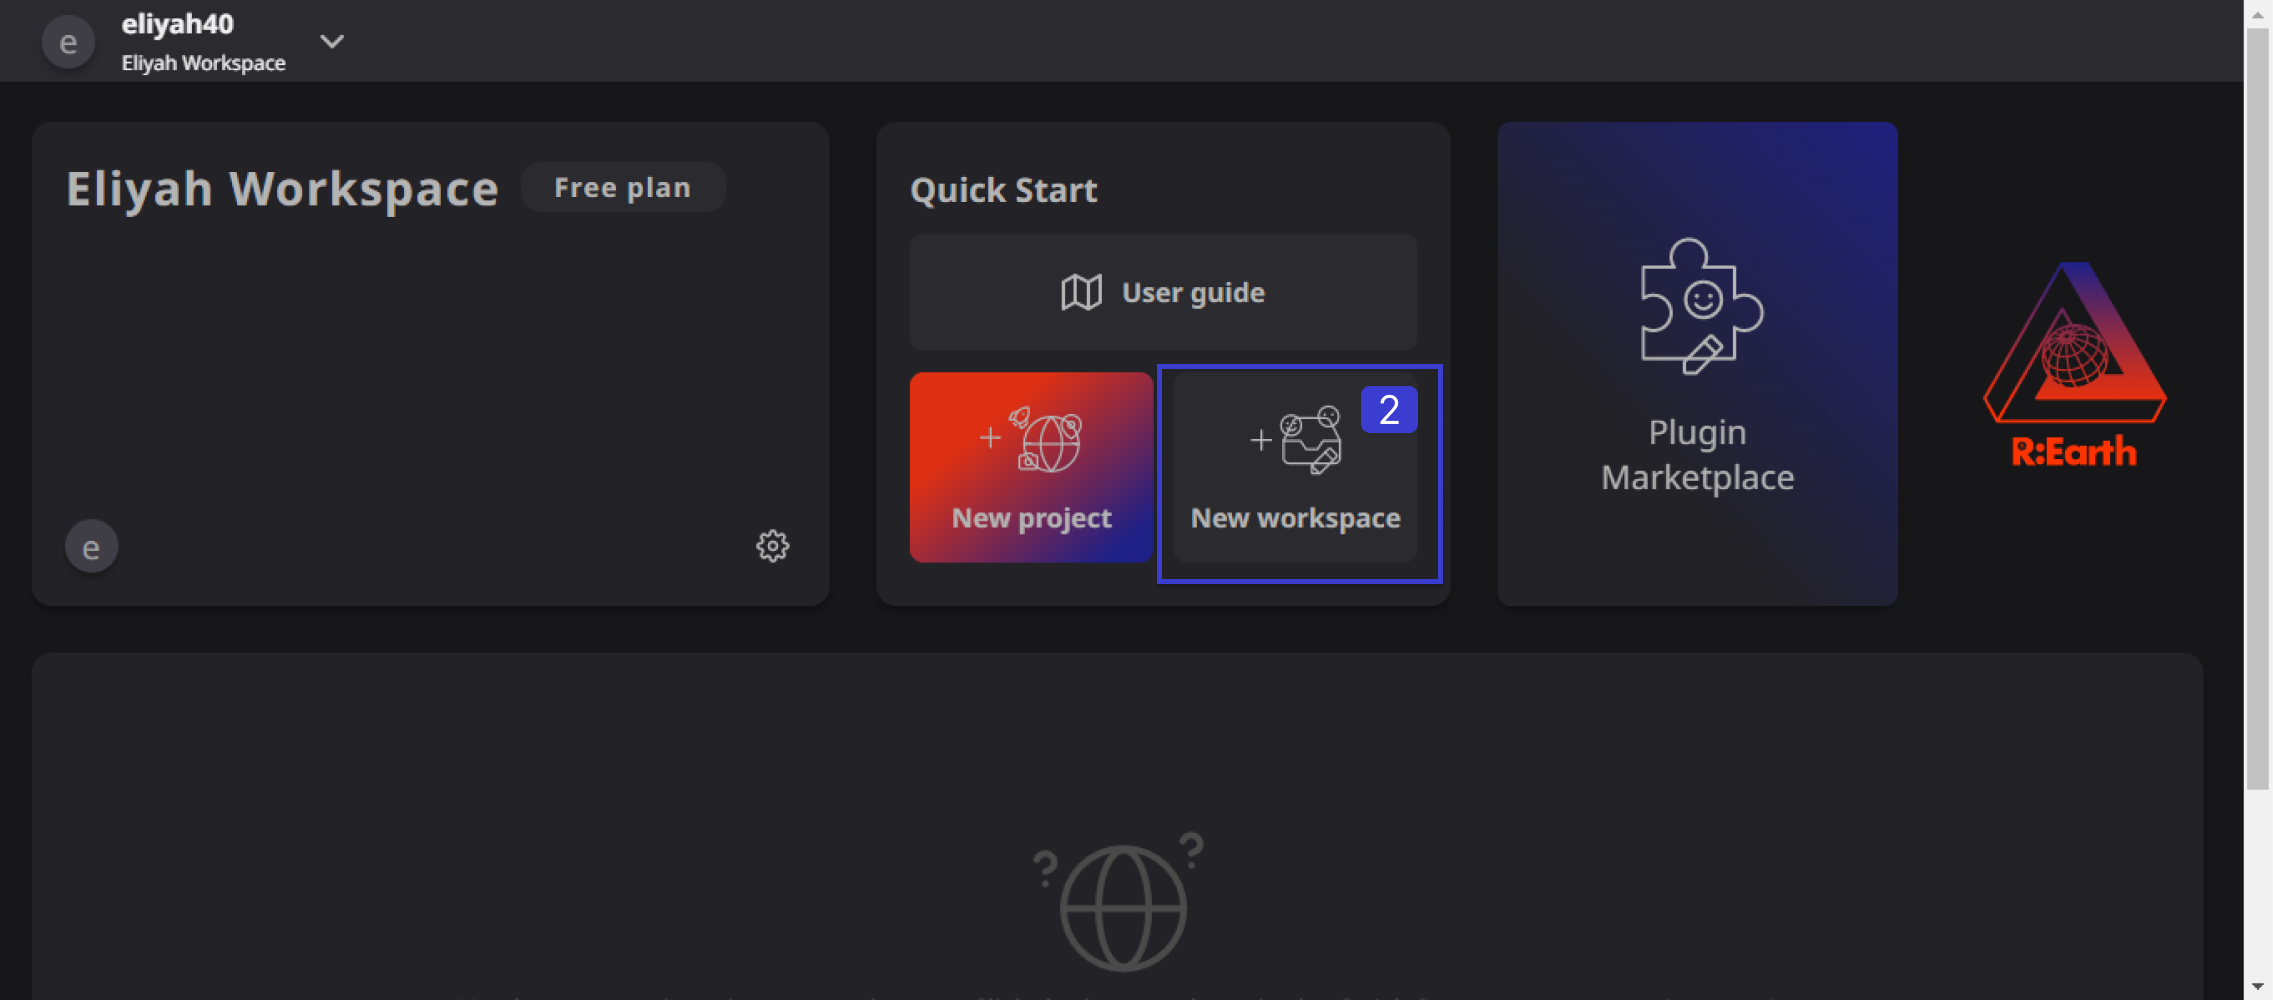 e
eliyah40
Eliyah Workspace
Eliyah Workspace
Free plan
e
Quick Start
User guide
New project
2
New workspace
Plugin
Marketplace
R:Earth